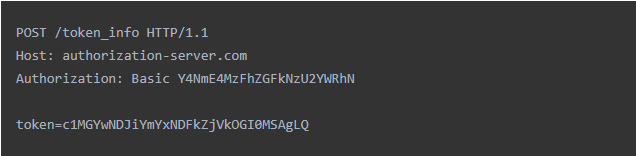 POST /token_info HTTP/1.1
Host: authorization-server.com
Authorization: Basic Y4NmE4MzFhZGFkNzU2YWRhN
token=c1MGYwNDJiYmYxNDFkZjVkOGI0MSAgLQ